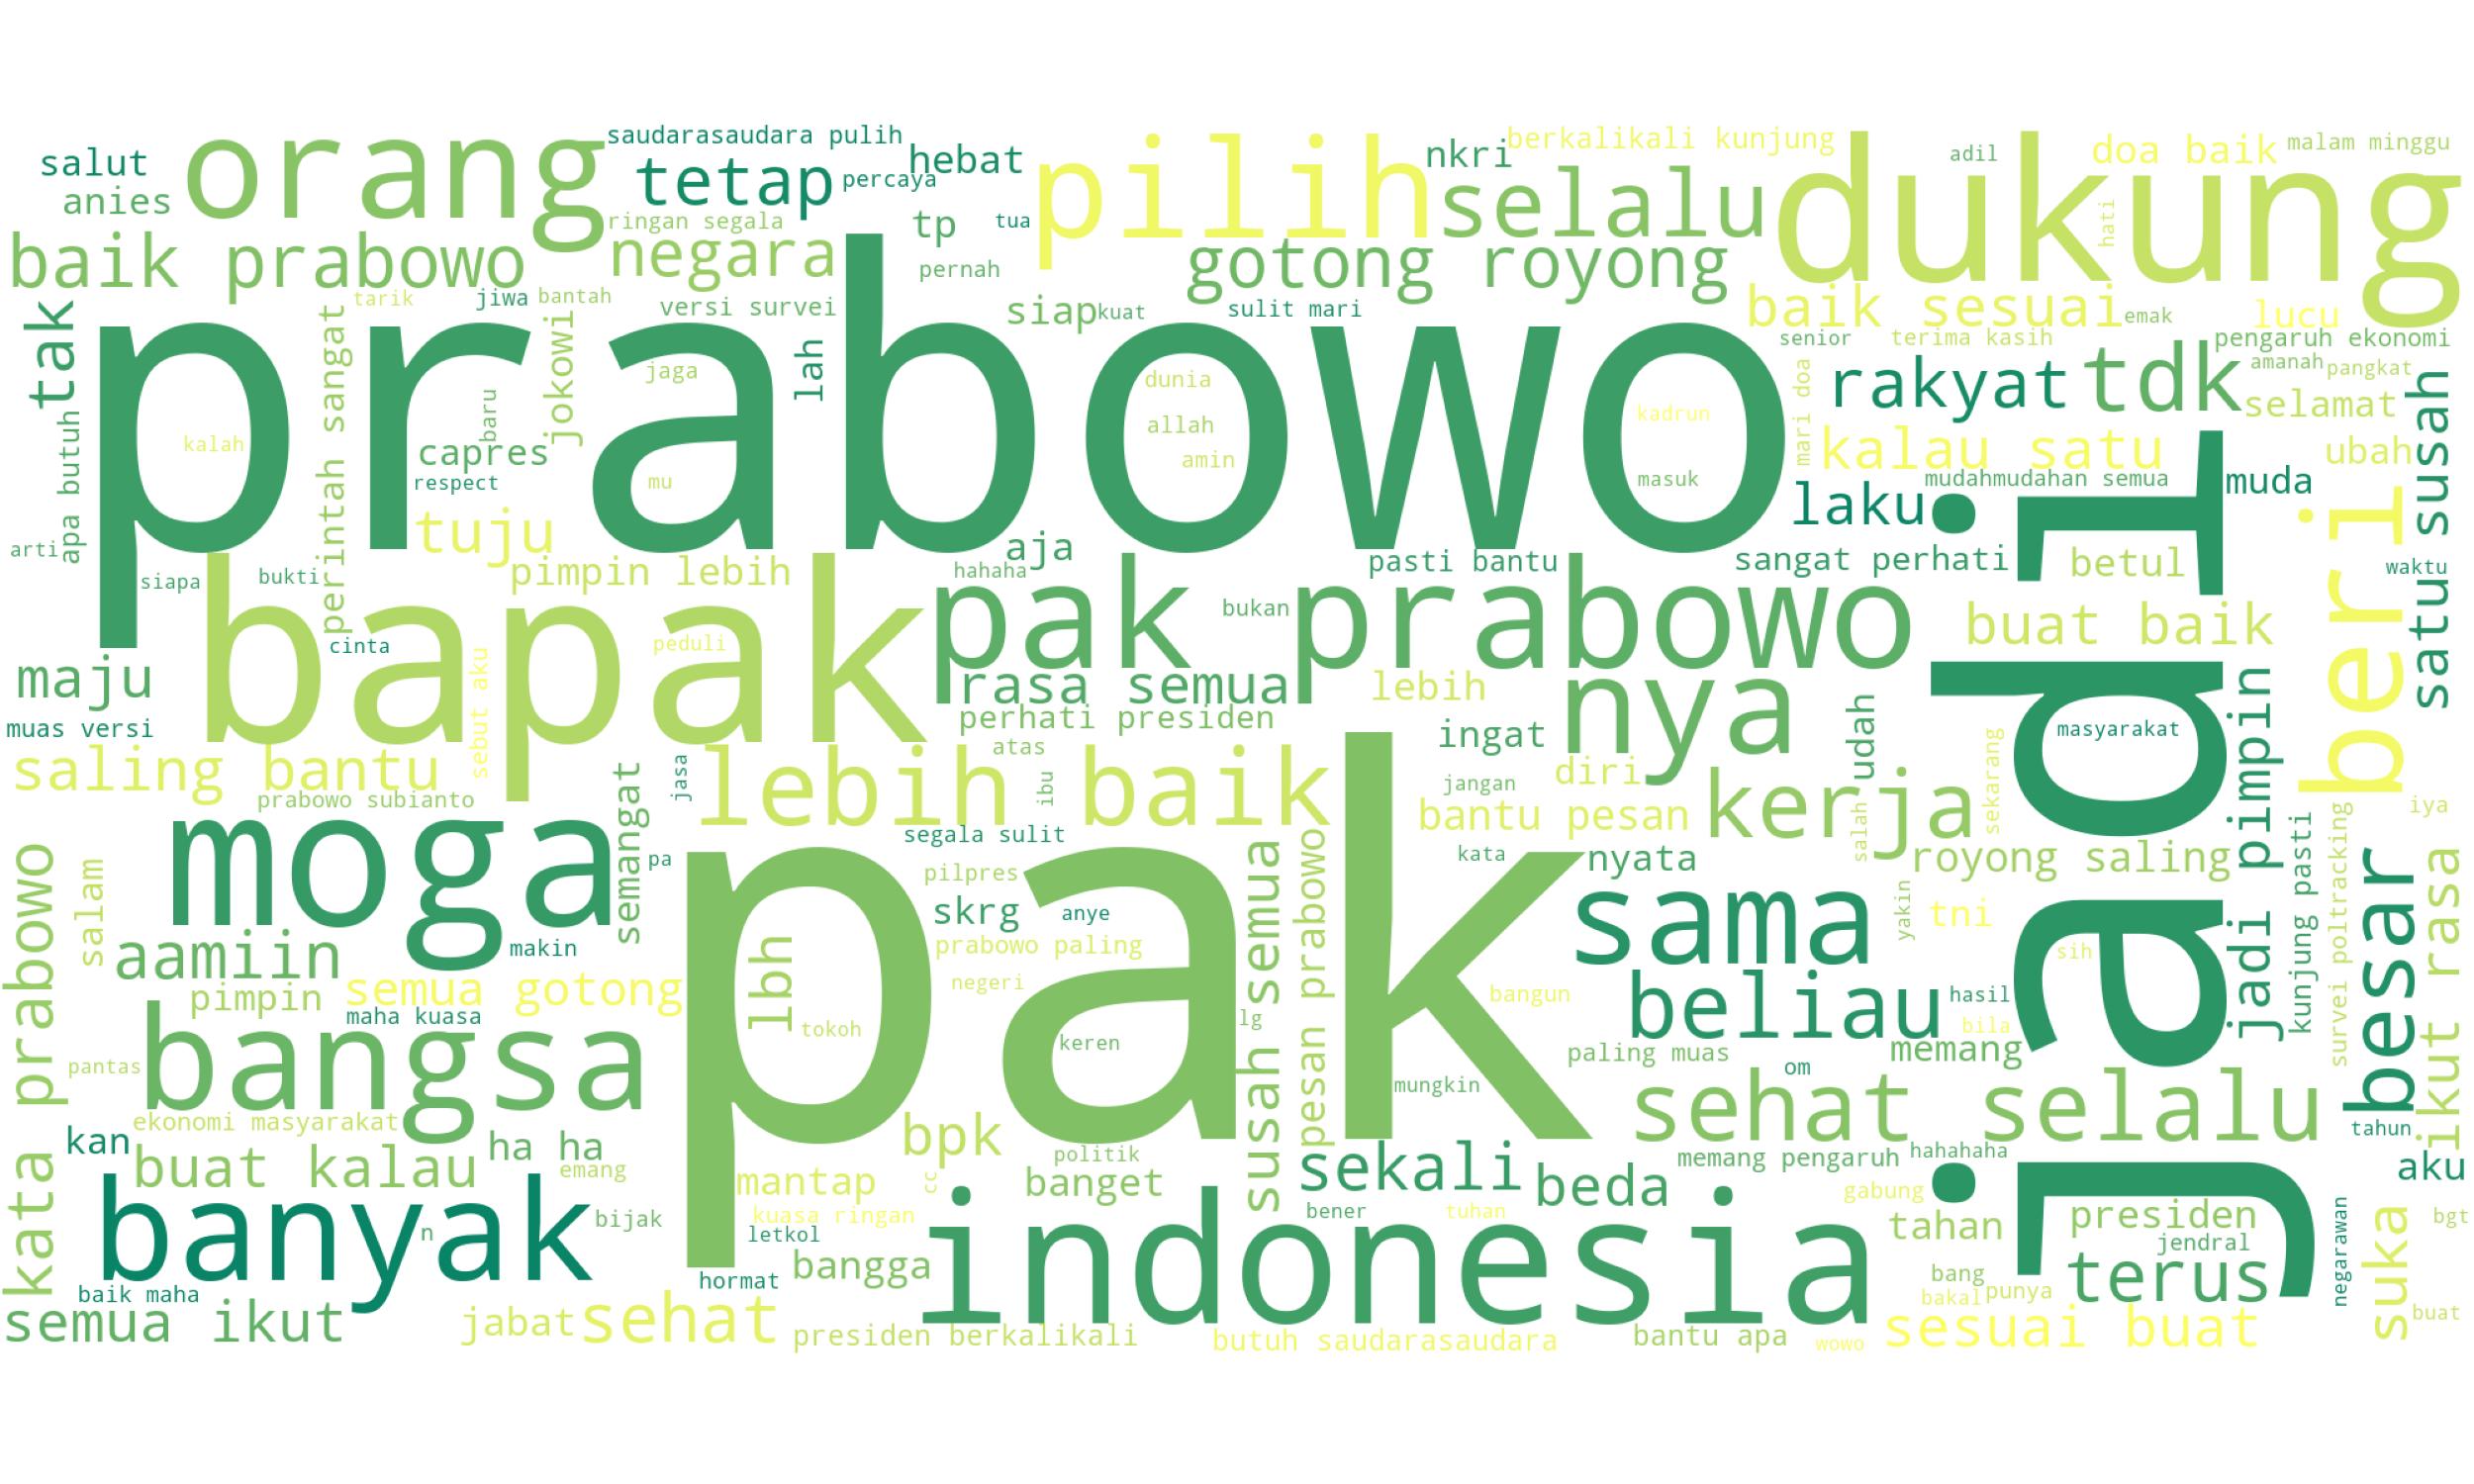 saudarasaudara pulih
berkalikali kunjung
salut
orang
tetap
percaya
hebat
pilih
nkri
selalu
dukung
adil
doa baik
malam minggu
anies
ringan segala
tp
tua
hati
baik prabowo
negara
pernah
gotong royong
tak
tarik
jiwa
bantah
versi survei
siap
kuat
sulit mari
baik sesuai
emak
lucu
prabowo
perintah sangat
jokowi
lah
jaga
dunia
senior
terima kasih
pengaruh ekonomi
rakyat
tdk
amanah
pangkat
selamat
satu susah
apa butuh
kalah
baru
capres
respect
mu
allah
amin
kadrun
masuk
mari doa
kalau satu
ubah
mudahmudahan semua
muda
laku
jadi
beri
arti
tuju
aja
siapa
bukti
pimpin lebih
hahaha
pasti bantu
sangat perhati
betul
waktu
bapak
pak prabowo
bukan
buat baik
cinta
sebut aku
peduli
maju
rasa semua
lebih
nya
udah
jadi pimpin
muas versi
perhati presiden
ingat
masyarakat
saling bantu
jasa
lebih baik
atas
ibu
jangan
diri
sekarang
prabowo subianto
semangat
bantu pesan
kerja
salah
survei poltracking
iya
moga
segala sulit
susah semua
pesan prabowo
royong saling
kunjung pasti
besar
ikut rasa
kata prabowo
salam
pa
pak
pilpres
kata
nyata
skrg
anye
sama
yakin
tni
aamiin
makin
lbh
prabowo paling
sih
pimpin
semua gotong
negeri
bangun
beliau
hasil
maha kuasa
tokoh
lg
keren
bila
bangsa
pantas
paling muas
memang
om
mungkin
sehat selalu
ekonomi masyarakat
kan
bpk
tahun
buat kalau
ha ha
emang
politik
sekali
memang pengaruh
hahahaha
aku
banyak
mantap
cc
banget
beda
gabung
n
bijak
kuasa ringan
indonesia
bener
tuhan
tahan
presiden
negarawan
suka
bgt
letkol
jendral
bangga
hormat
bang
terus
baik maha
bakal
punya
semua ikut
jabat
sehat
presiden berkalikali
butuh saudarasaudara
bantu apa
wowo
sesuai buat
buat